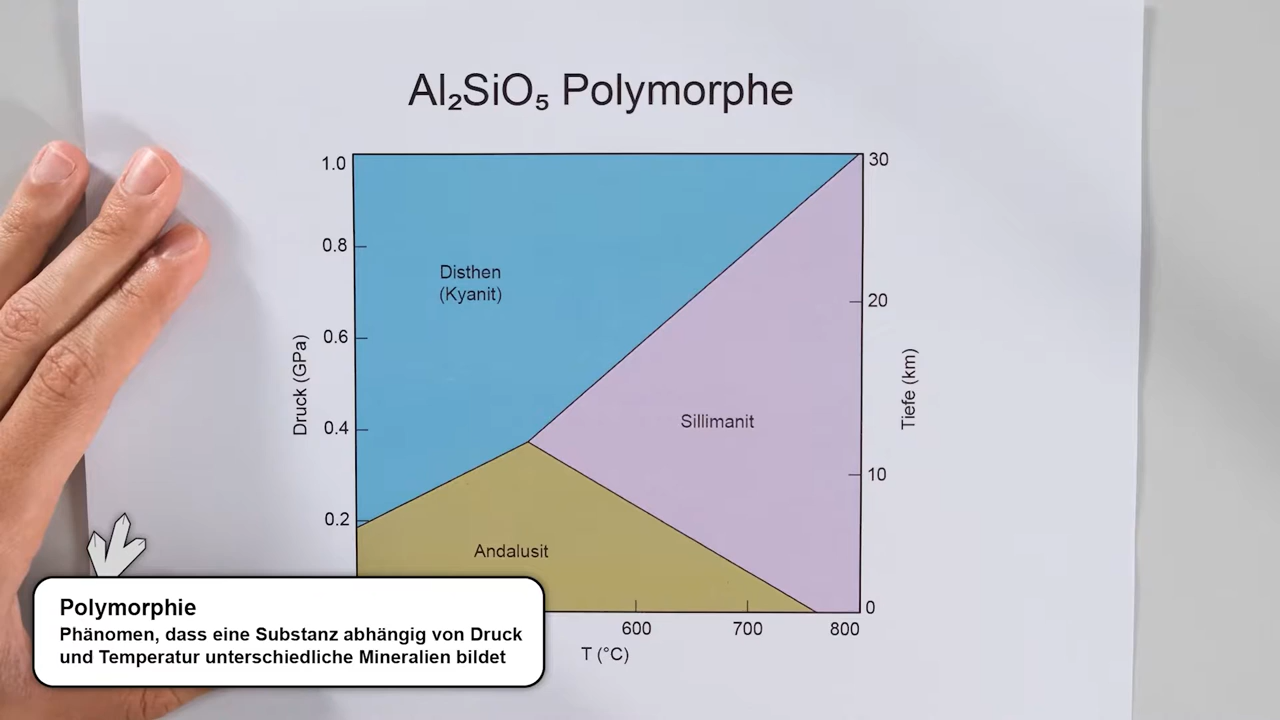 Al₂SiO₅ Polymorphe
1.0
0.8
0.6
0.4
0.2
Druck (GPa)
Disthen
(Kyanit)
Sillimanit
Andalusit
30
20
10
0
Tiefe (km)
600
700
800
T (°C)
Polymorphie
Phänomen, dass eine Substanz abhängig von Druck
und Temperatur unterschiedliche Mineralien bildet